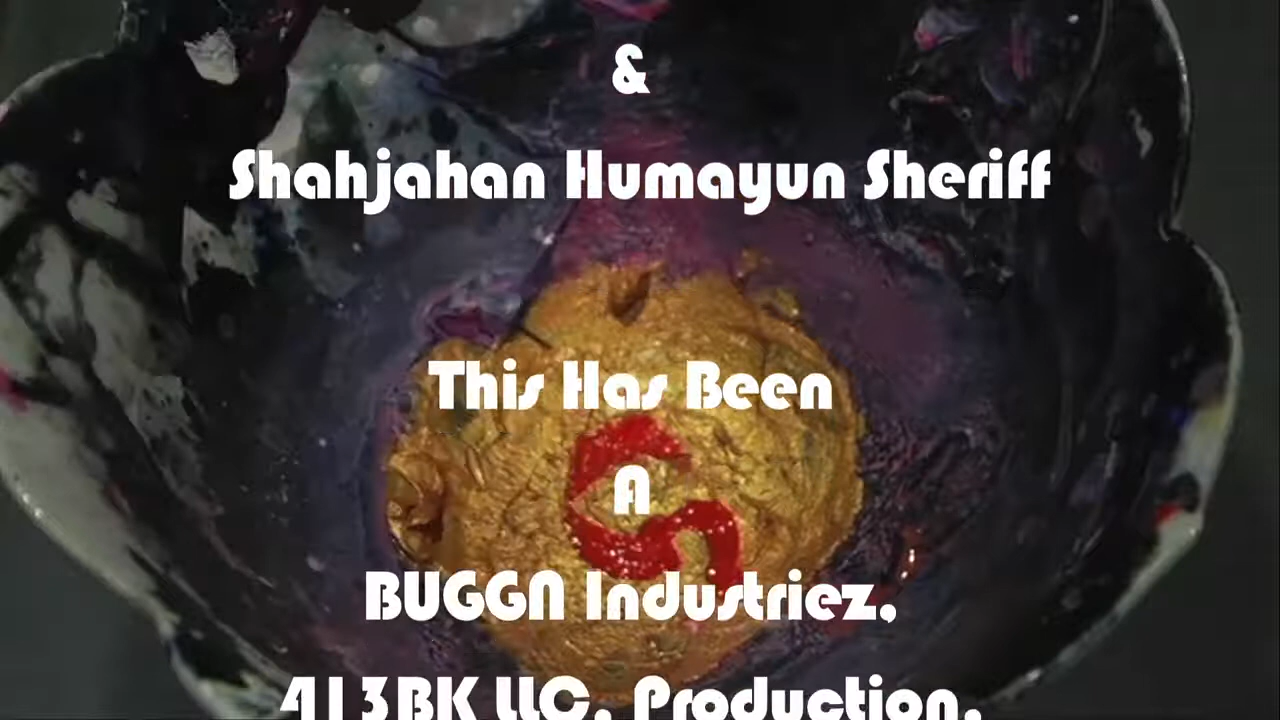 &
Shahjahan Humayun Sheriff
This Has Been
A
BUGGN Industriez,
413BK LLC. Production.